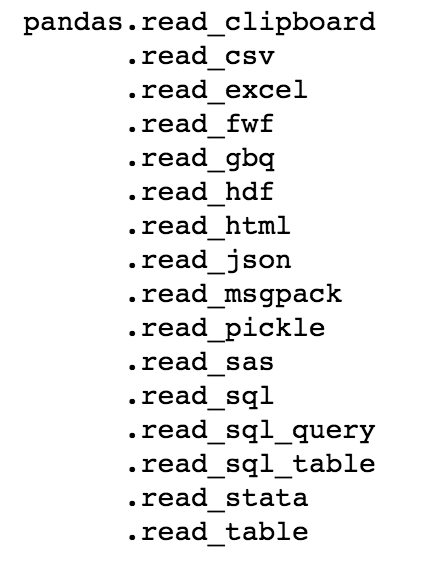 pandas.read_clipboard
.read_csv
.read_excel
.read_fwf
.read_gbq
.read_hdf
.read_html
.read_json
.read_msgpack
.read_pickle
.read_sas
.read_sql
.read_sql_query
.read_sql_table
.read_stata
.read_table